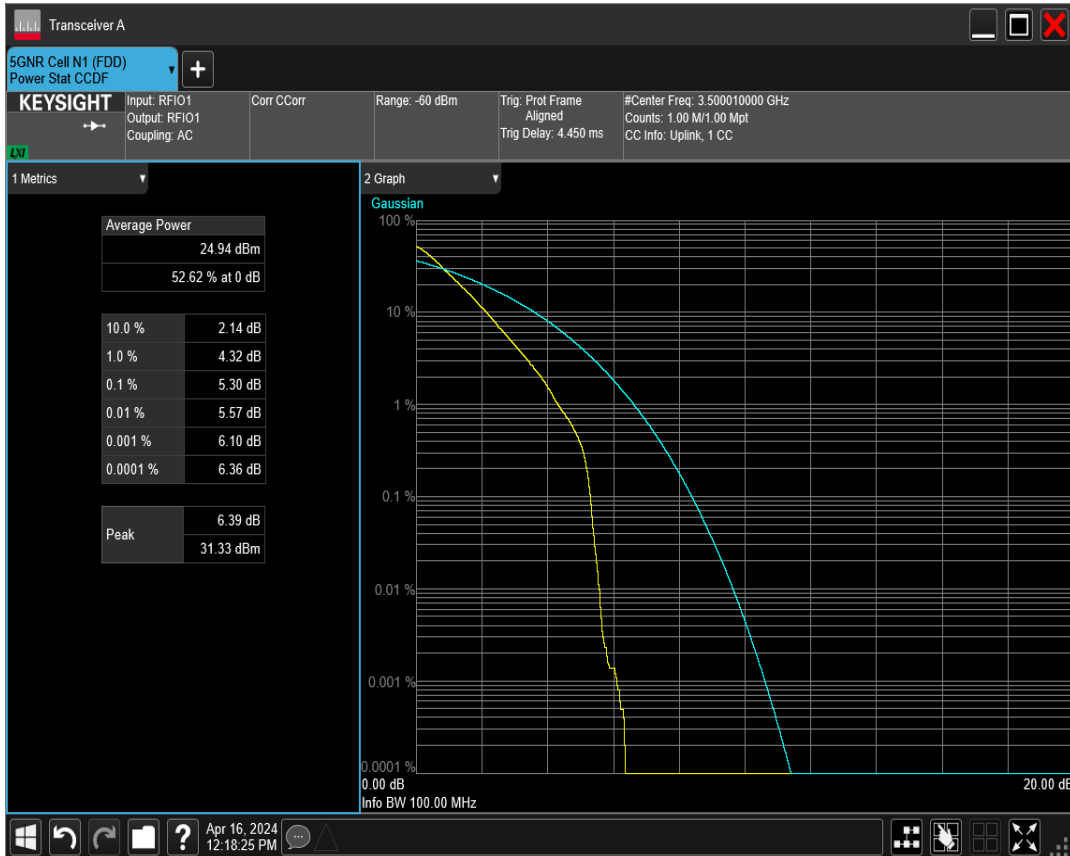 Transceiver A
5GNR Cell N1 (FDD)
Power Stat CCDF
+
KEYSIGHT
LXI
Input: RFIO1
Output: RFIO1
Coupling: AC
Corr CCorr
Range: -60 dBm
Trig: Prot Frame
Aligned
Trig Delay: 4.450 ms
#Center Freq: 3.500010000 GHz
Counts: 1.00 M/1.00 Mpt
CC Info: Uplink, 1 CC
1 Metrics
Average Power
24.94 dBm
52.62 % at 0 dB
10.0 % 2.14 dB
1.0 % 4.32 dB
0.1 % 5.30 dB
0.01 % 5.57 dB
0.001 % 6.10 dB
0.0001 % 6.36 dB
Peak
6.39 dB
31.33 dBm
2 Graph
Gaussian
100 %
10 %
1 %
0.1 %
0.01 %
0.001 %
0.0001 %
0.00 dB 20.00 dB
Info BW 100.00 MHz
?
Apr 16, 2024
12:18:25 PM